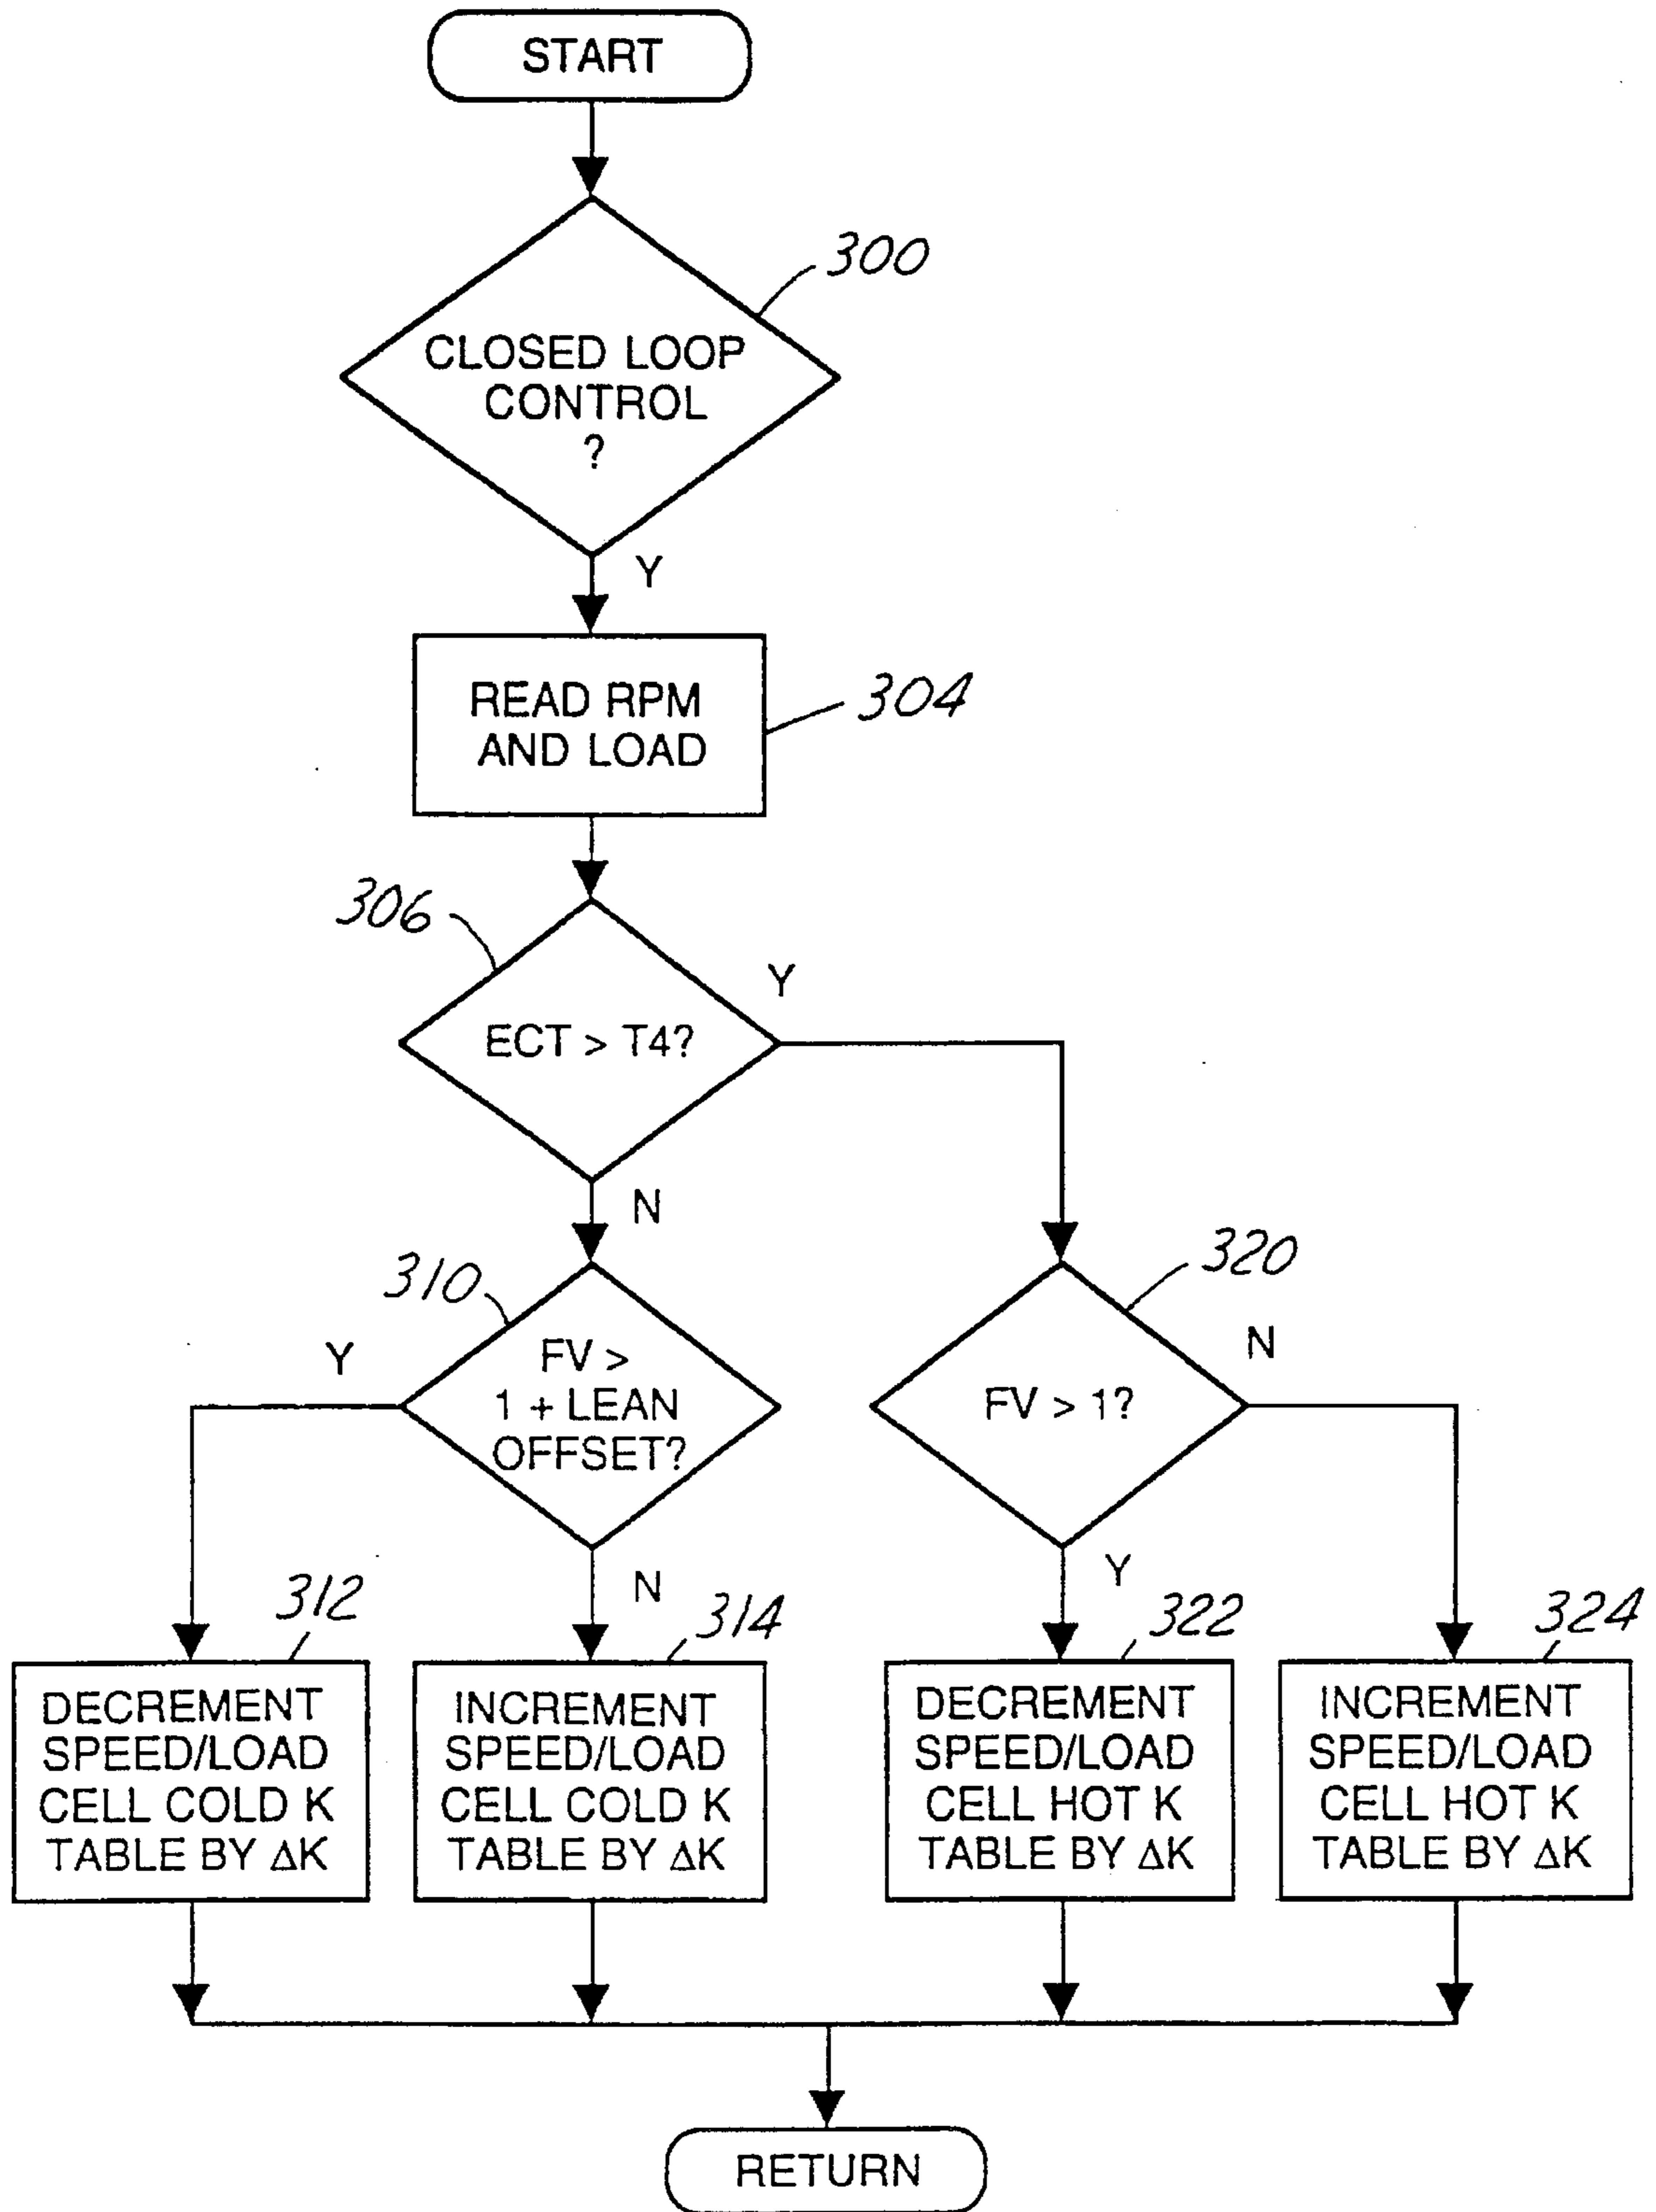 START
300
CLOSED LOOP
CONTROL
?
Y
READ RPM
AND LOAD
304
306
Y
ECT > T4?
N
310
320
Y
FV >
1 + LEAN
OFFSET?
N
FV > 1?
N
Y
312
314
322
324
DECREMENT
SPEED/LOAD
CELL COLD K
TABLE BY ΔK
INCREMENT
SPEED/LOAD
CELL COLD K
TABLE BY ΔK
DECREMENT
SPEED/LOAD
CELL HOT K
TABLE BY ΔK
INCREMENT
SPEED/LOAD
CELL HOT K
TABLE BY ΔK
RETURN